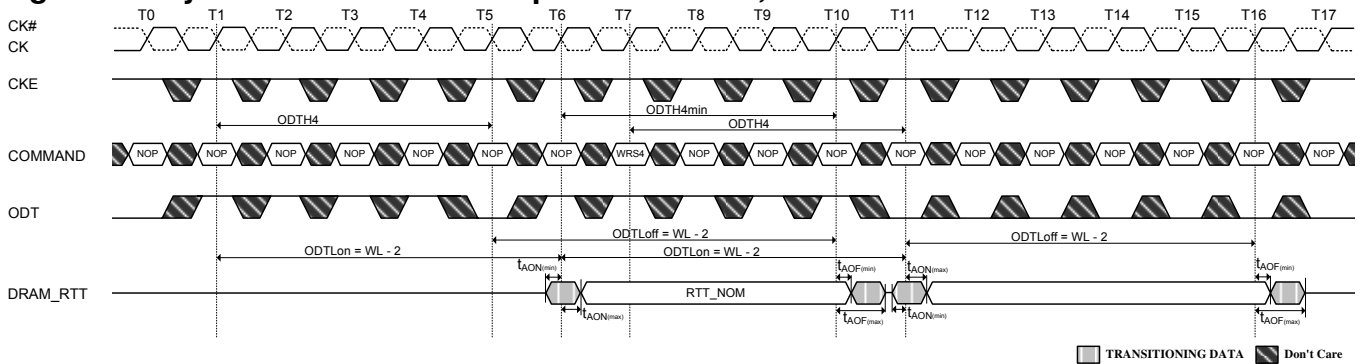 T0 T1 T2 T3 T4 T5 T6 T7 T8 T9 T10 T11 T12 T13 T14 T15 T16 T17
CK#
CK
CKE
ODTH4 ODTH4min
ODTH4
COMMAND NOP NOP NOP NOP NOP NOP NOP WRS4 NOP NOP NOP NOP NOP NOP NOP NOP NOP NOP
ODT
ODTLoff = WL - 2 ODTLoff = WL - 2
ODTLon = WL - 2 ODTLon = WL - 2
tAON(min) tAOF(min) tAON(max) tAOF(min)
DRAM_RTT RTT_NOM
tAON(max) tAOF(max) tAON(min) tAOF(max)
TRANSITIONING DATA Don't Care